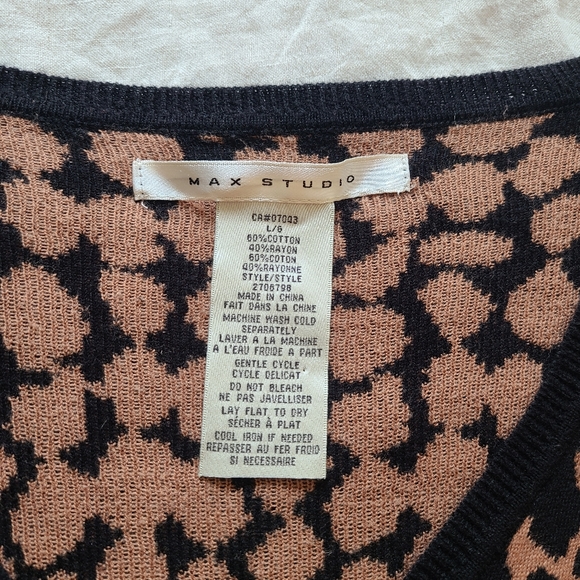 MAX STUDIO
CA#07093
L/G
60%COTTON
40%RAYON
60%COTON
40%RAYONNE
STYLE/STYLE
2706798
MADE IN CHINA
FAIT DANS LA CHINE
MACHINE WASH COLD
SEPARATELY
LAVER A LA MACHINE
A L'EAU FROIDE A PART
GENTLE CYCLE
CYCLE DELICAT
DO NOT BLEACH
NE PAS JAVELLISER
LAY FLAT TO DRY
SÉCHER À PLAT
COOL IRON IF NEEDED
REPASSER AU FER FROID
SI NECESSAIRE